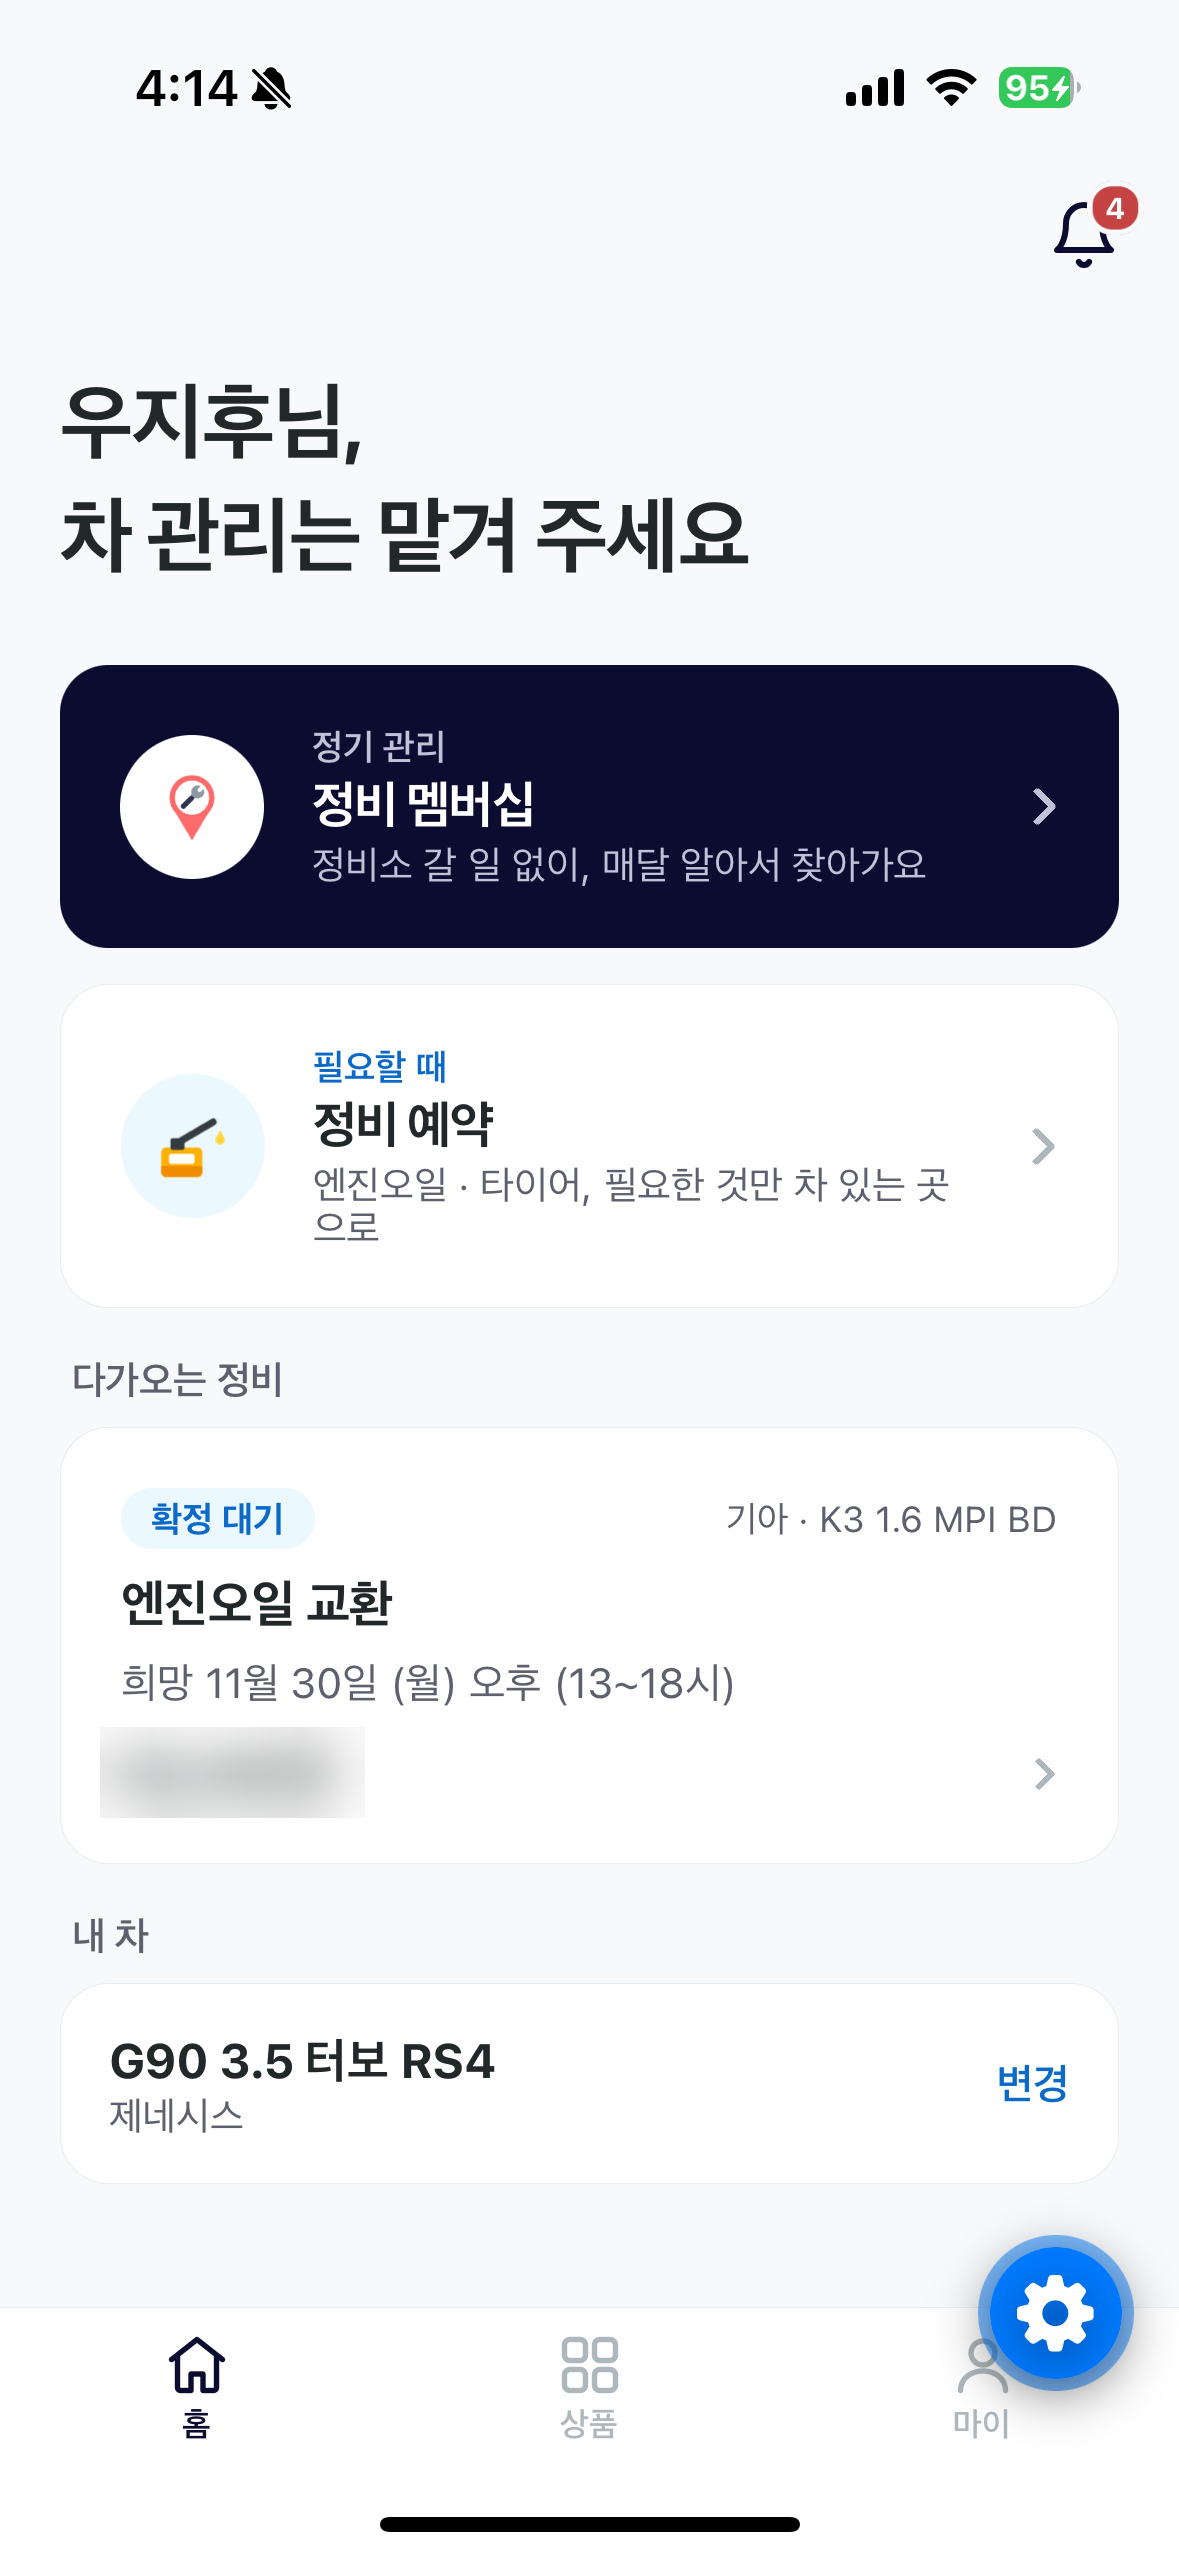 4:14
95
4
우지후님,
차 관리는 맡겨 주세요
정기 관리
정비 멤버십
정비소 갈 일 없이, 매달 알아서 찾아가요
필요할 때
정비 예약
엔진오일 · 타이어, 필요한 것만 차 있는 곳
으로
다가오는 정비
확정 대기
기아 · K3 1.6 MPI BD
엔진오일 교환
희망 11월 30일 (월) 오후 (13~18시)
내 차
G90 3.5 터보 RS4
제네시스
변경
홈
상품
마이